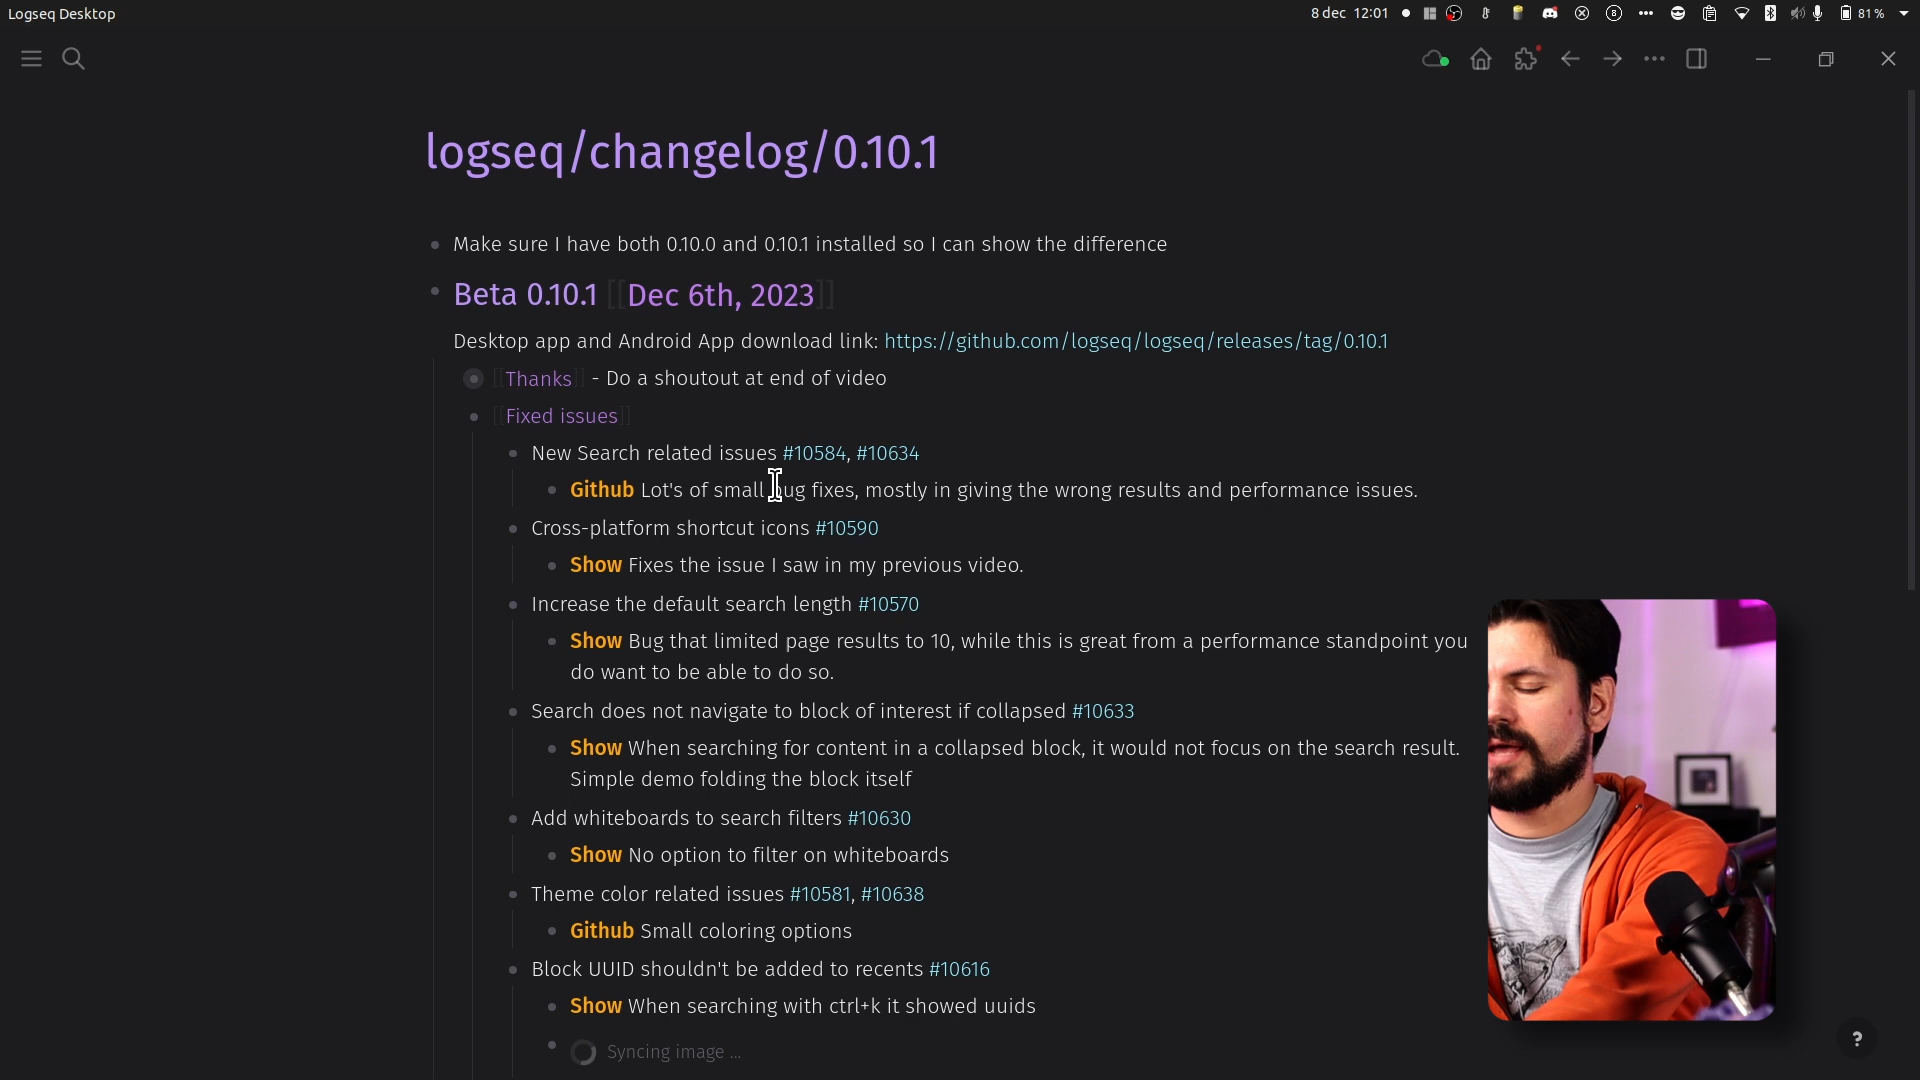 Logseq Desktop
8 dec 12:01
81%
logseq/changelog/0.10.1
Make sure I have both 0.10.0 and 0.10.1 installed so I can show the difference
Beta 0.10.1 [[Dec 6th, 2023]]
Desktop app and Android App download link: https://github.com/logseq/logseq/releases/tag/0.10.1
[[Thanks]] - Do a shoutout at end of video
[[Fixed issues]]
New Search related issues #10584, #10634
Github Lot's of small bug fixes, mostly in giving the wrong results and performance issues.
Cross-platform shortcut icons #10590
Show Fixes the issue I saw in my previous video.
Increase the default search length #10570
Show Bug that limited page results to 10, while this is great from a performance standpoint you
do want to be able to do so.
Search does not navigate to block of interest if collapsed #10633
Show When searching for content in a collapsed block, it would not focus on the search result.
Simple demo folding the block itself
Add whiteboards to search filters #10630
Show No option to filter on whiteboards
Theme color related issues #10581, #10638
Github Small coloring options
Block UUID shouldn't be added to recents #10616
Show When searching with ctrl+k it showed uuids
Syncing image ...
?